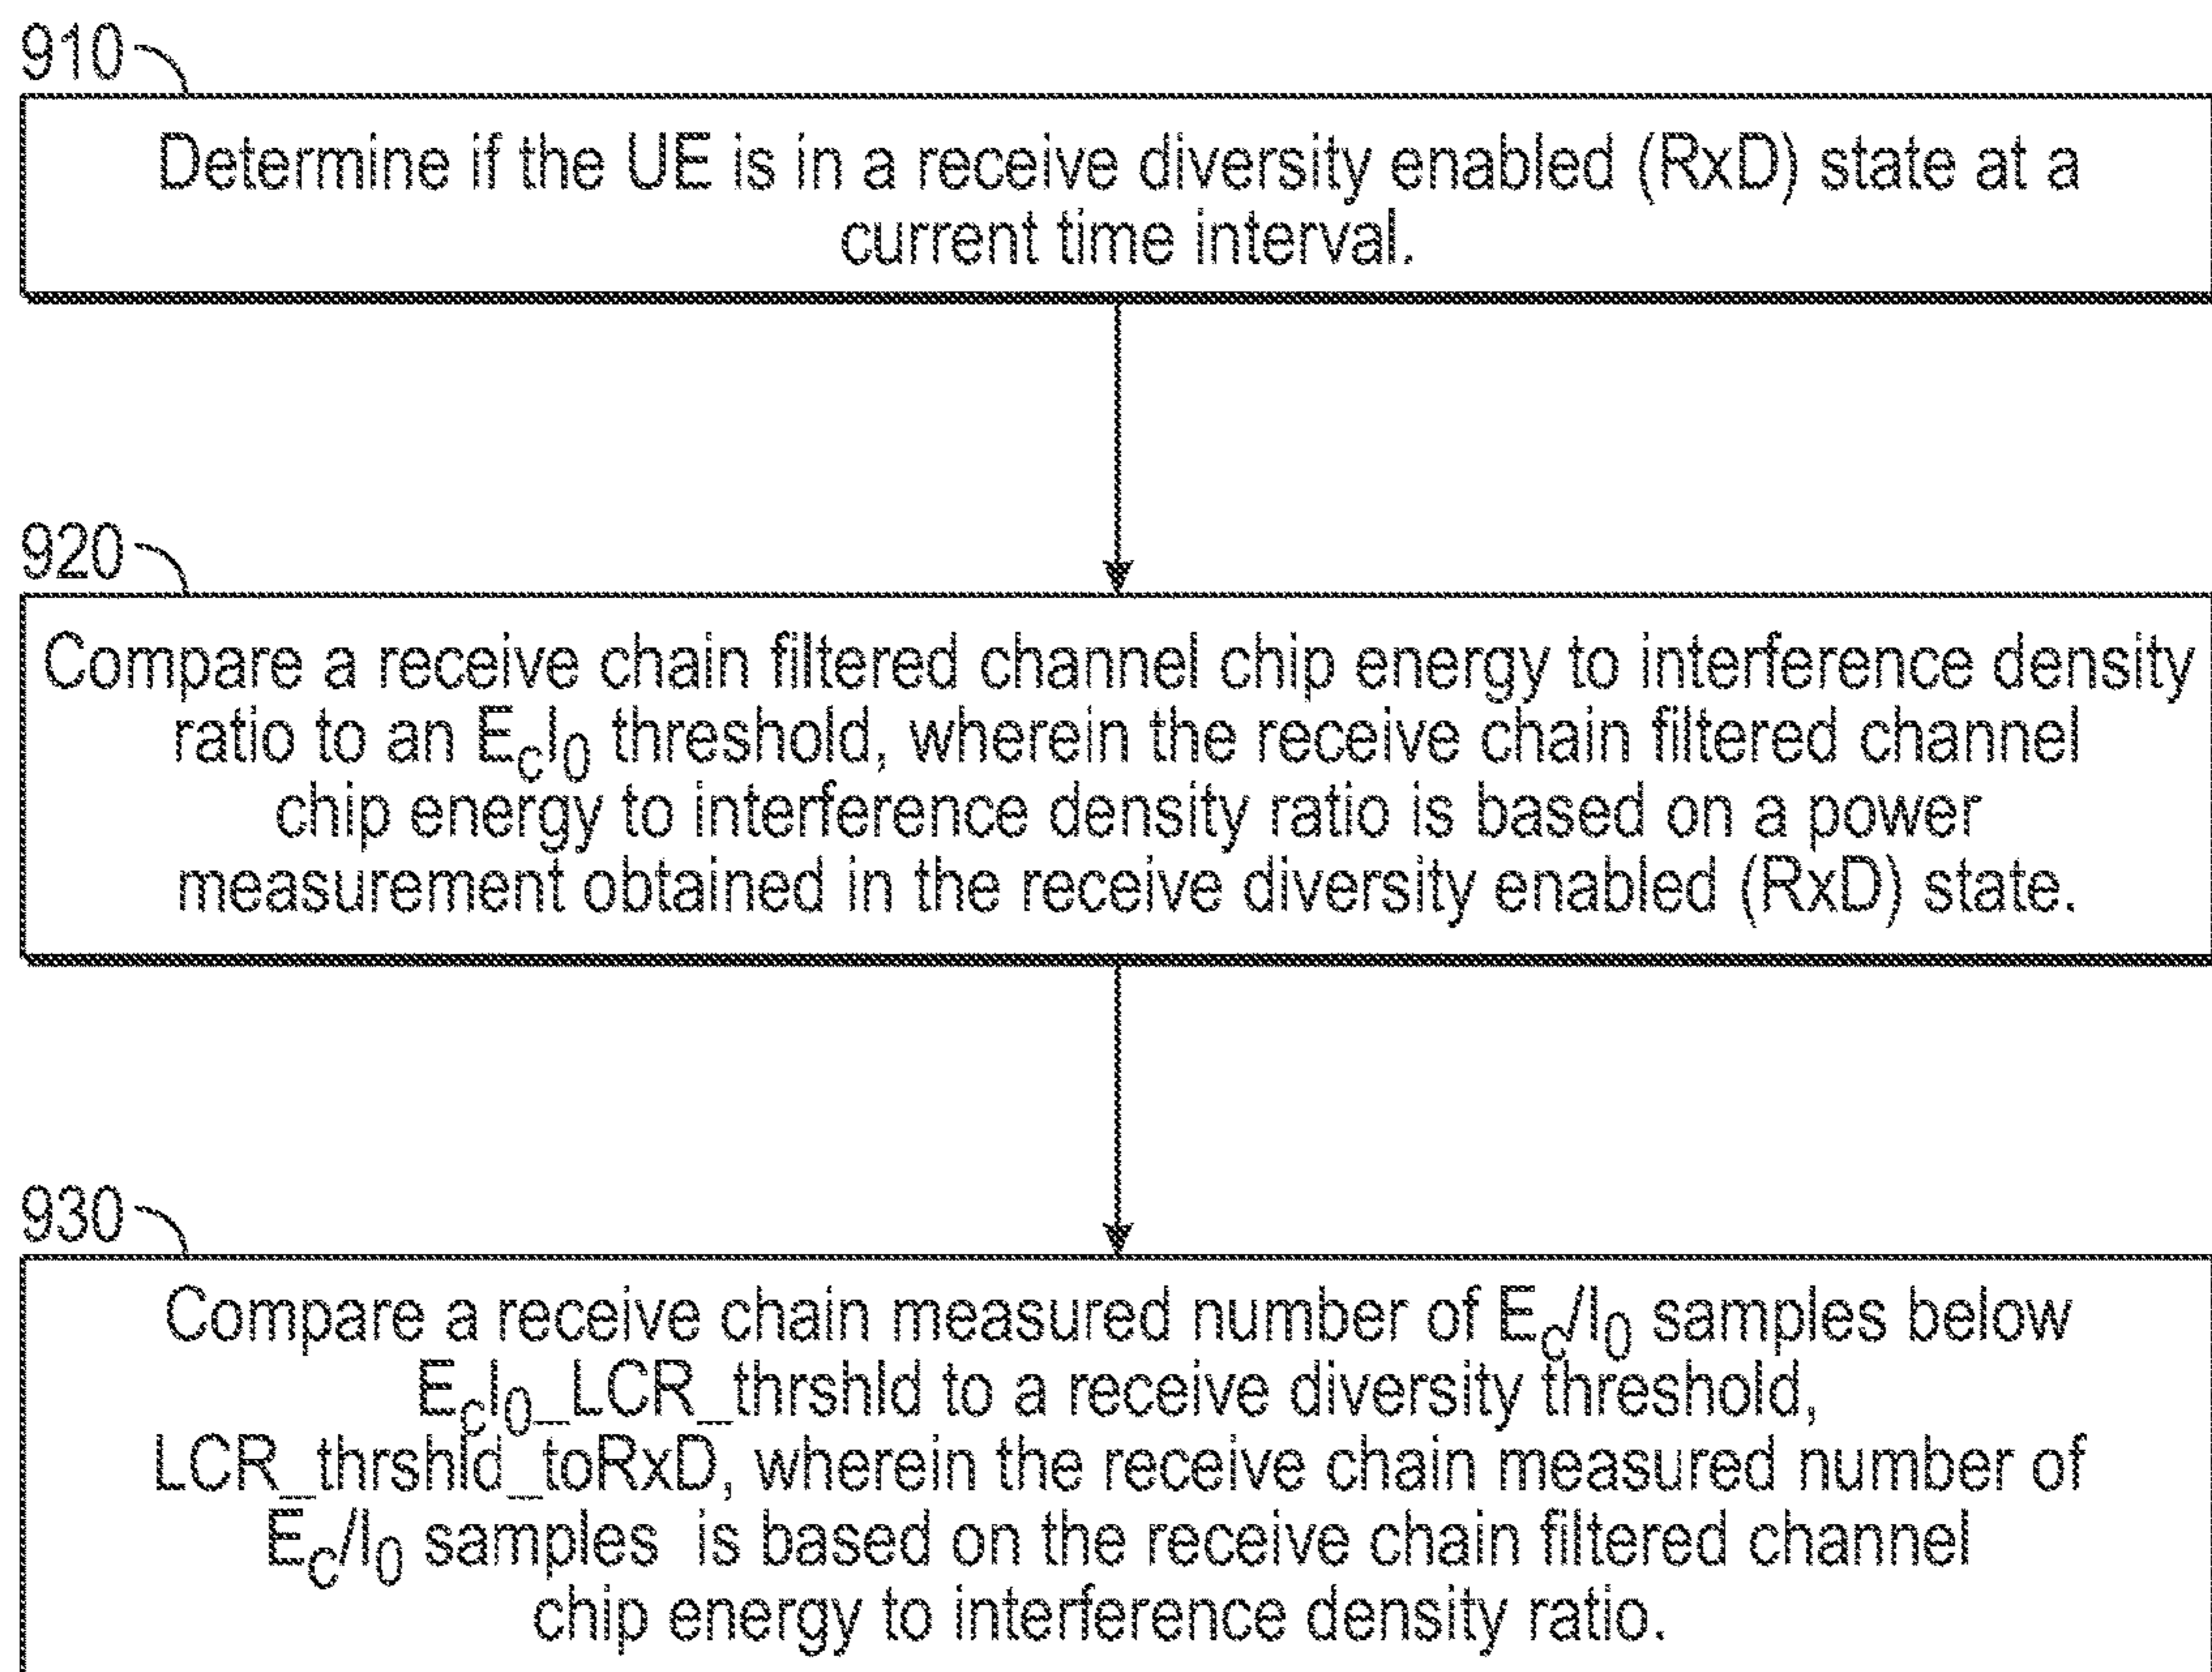 910
Determine if the UE is in a receive diversity enabled (RxD) state at a
current time interval.
920
Compare a receive chain filtered channel chip energy to interference density
ratio to an EcI0 threshold, wherein the receive chain filtered channel
chip energy to interference density ratio is based on a power
measurement obtained in the receive diversity enabled (RxD) state.
930
Compare a receive chain measured number of Ec/I0 samples below
EcI0_LCR_thrshld to a receive diversity threshold,
LCR_thrshld_toRxD, wherein the receive chain measured number of
Ec/I0 samples is based on the receive chain filtered channel
chip energy to interference density ratio.